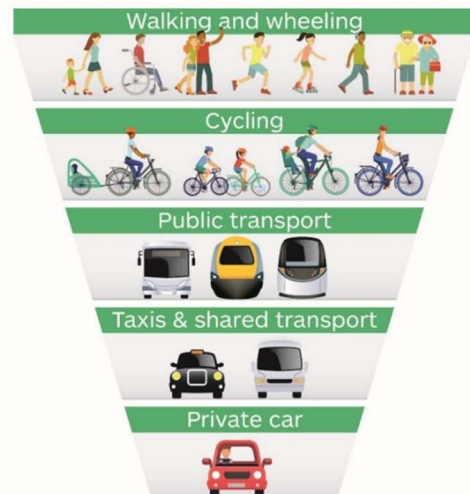 Walking and wheeling
Cycling
Public transport
Taxis & shared transport
Private car